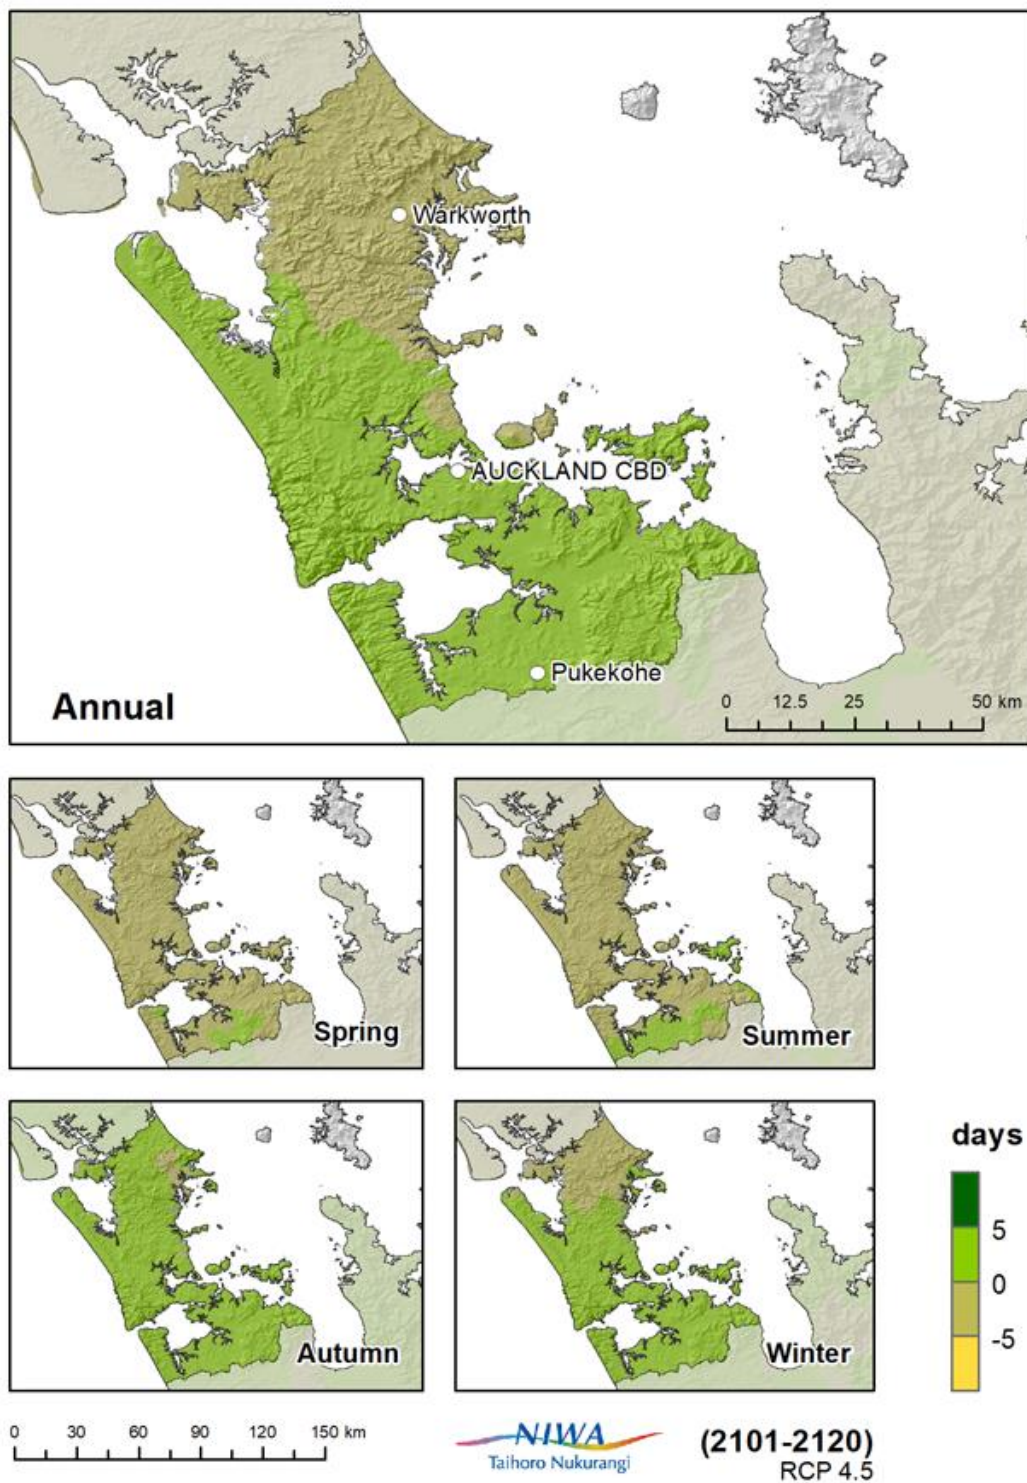 Warkworth
AUCKLAND CBD
Pukekohe
Annual
0 12.5 25 50 km
Spring
Summer
Autumn
Winter
days
5
0
-5
0 30 60 90 120 150 km
NIWA
Taihoro Nukurangi
(2101-2120)
RCP 4.5